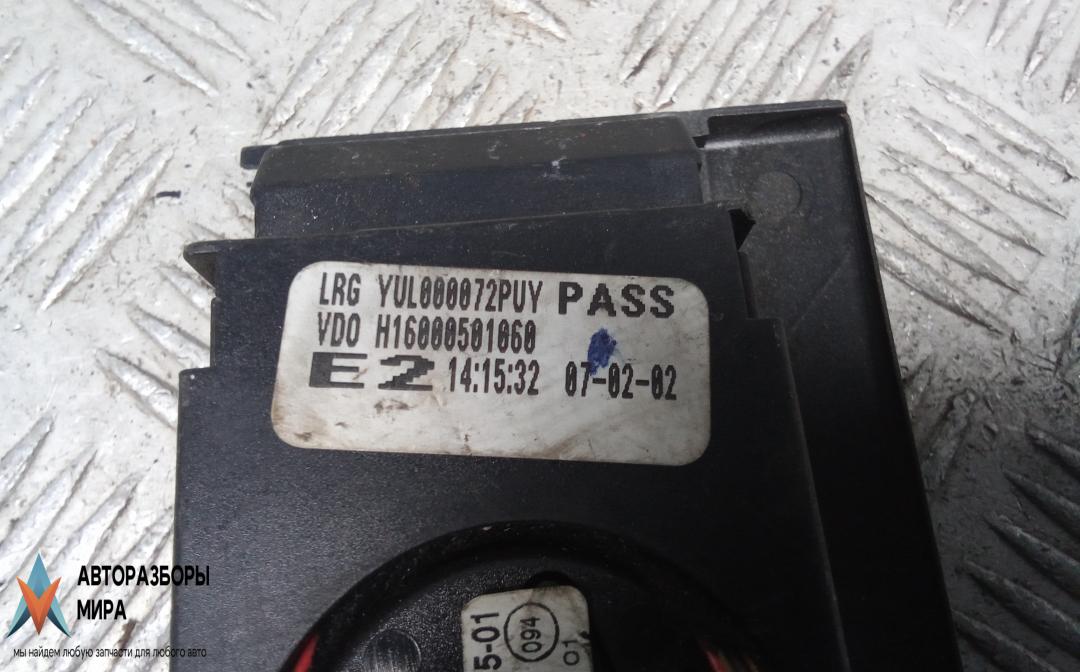 LRG YUL000072PUY PASS
VDO H16000501060
E2 14:15:32 07-02-02
5-01
094
01
АВТОРАЗБОРЫ
МИРА
мы найдем любую запчасти для любого авто